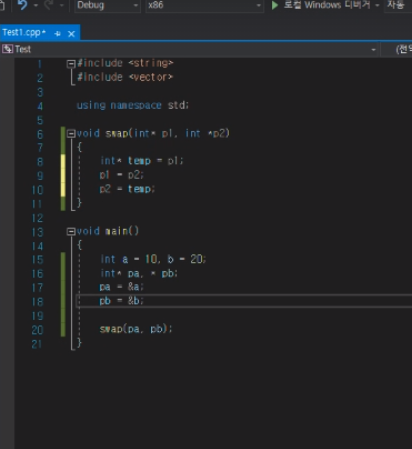 Debug x86 로컬 Windows 디버거 자동
Test1.cpp*
Test (전역
1 #include <string>
2 #include <vector>
3
4 using namespace std;
5
6 void swap(int* p1, int *p2)
7 {
8 int* temp = p1;
9 p1 = p2;
10 p2 = temp;
11 }
12
13 void main()
14 {
15 int a = 10, b = 20;
16 int* pa, * pb;
17 pa = &a;
18 pb = &b;
19
20 swap(pa, pb);
21 }